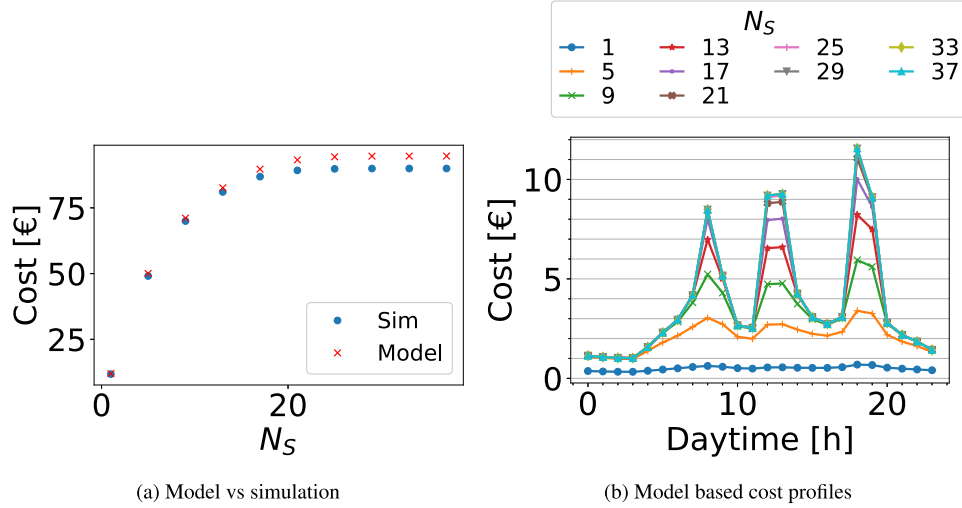 N_S
1 13 25 33
5 17 29 37
9 21
Cost [€]
75
50
25
0 20
N_S
Sim
Model
Cost [€]
10
5
0
0 10 20
Daytime [h]
(a) Model vs simulation
(b) Model based cost profiles